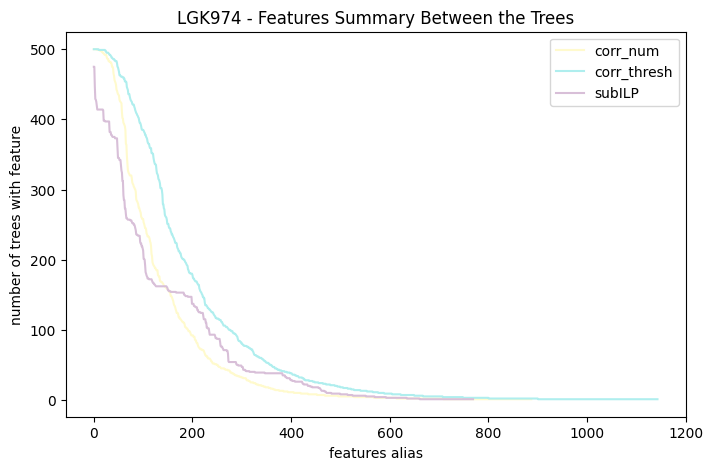 LGK974 - Features Summary Between the Trees
corr_num
corr_thresh
subILP
number of trees with feature
500
400
300
200
100
0
0 200 400 600 800 1000 1200
features alias